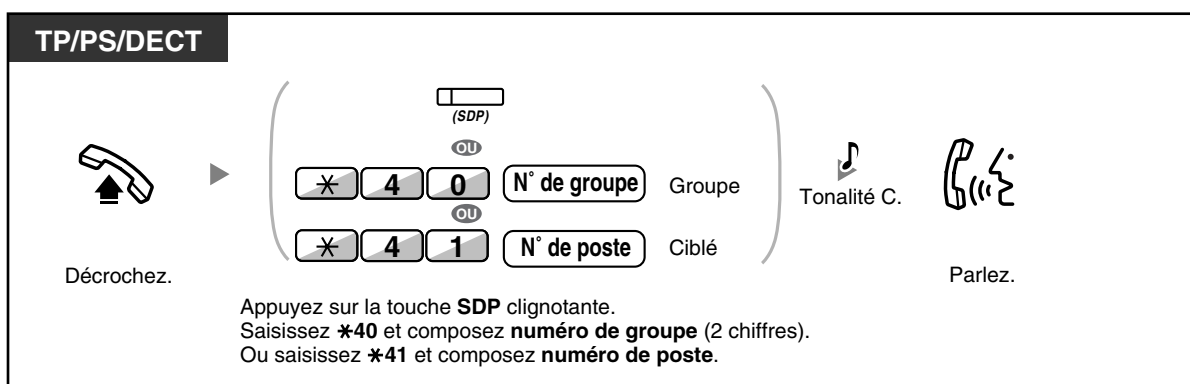 TP/PS/DECT
(SDP)
OU
✳ 4 0 N° de groupe Groupe
OU
✳ 4 1 N° de poste Ciblé
Tonalité C.
Décrochez.
Parlez.
Appuyez sur la touche SDP clignotante.
Saisissez ✳40 et composez numéro de groupe (2 chiffres).
Ou saisissez ✳41 et composez numéro de poste.